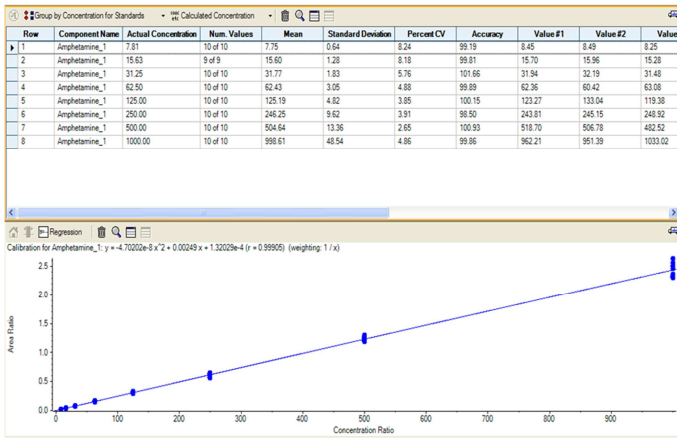 Group by Concentration for Standards Calculated Concentration
Row Component Name Actual Concentration Num. Values Mean Standard Deviation Percent CV Accuracy Value #1 Value #2 Value
1 Amphetamine_1 7.81 10 of 10 7.75 0.64 8.24 99.19 8.45 8.49 8.25
2 Amphetamine_1 15.63 9 of 9 15.60 1.28 8.18 99.81 15.70 15.96 15.28
3 Amphetamine_1 31.25 10 of 10 31.77 1.83 5.76 101.66 31.94 32.19 31.48
4 Amphetamine_1 62.50 10 of 10 62.43 3.05 4.88 99.89 62.36 60.42 63.08
5 Amphetamine_1 125.00 10 of 10 125.19 4.82 3.85 100.15 123.27 133.04 119.38
6 Amphetamine_1 250.00 10 of 10 246.25 9.62 3.91 98.50 243.81 245.15 248.92
7 Amphetamine_1 500.00 10 of 10 504.64 13.36 2.65 100.93 518.70 506.78 482.52
8 Amphetamine_1 1000.00 10 of 10 998.61 48.54 4.86 99.86 962.21 951.39 1033.02
Regression
Calibration for Amphetamine_1: y = -4.70202e-8 x^2 + 0.00249 x + 1.32029e-4 (r = 0.99905) (weighting: 1 / x)
2.5
2.0
1.5
1.0
0.5
0.0
Area Ratio
0 100 200 300 400 500 600 700 800 900
Concentration Ratio